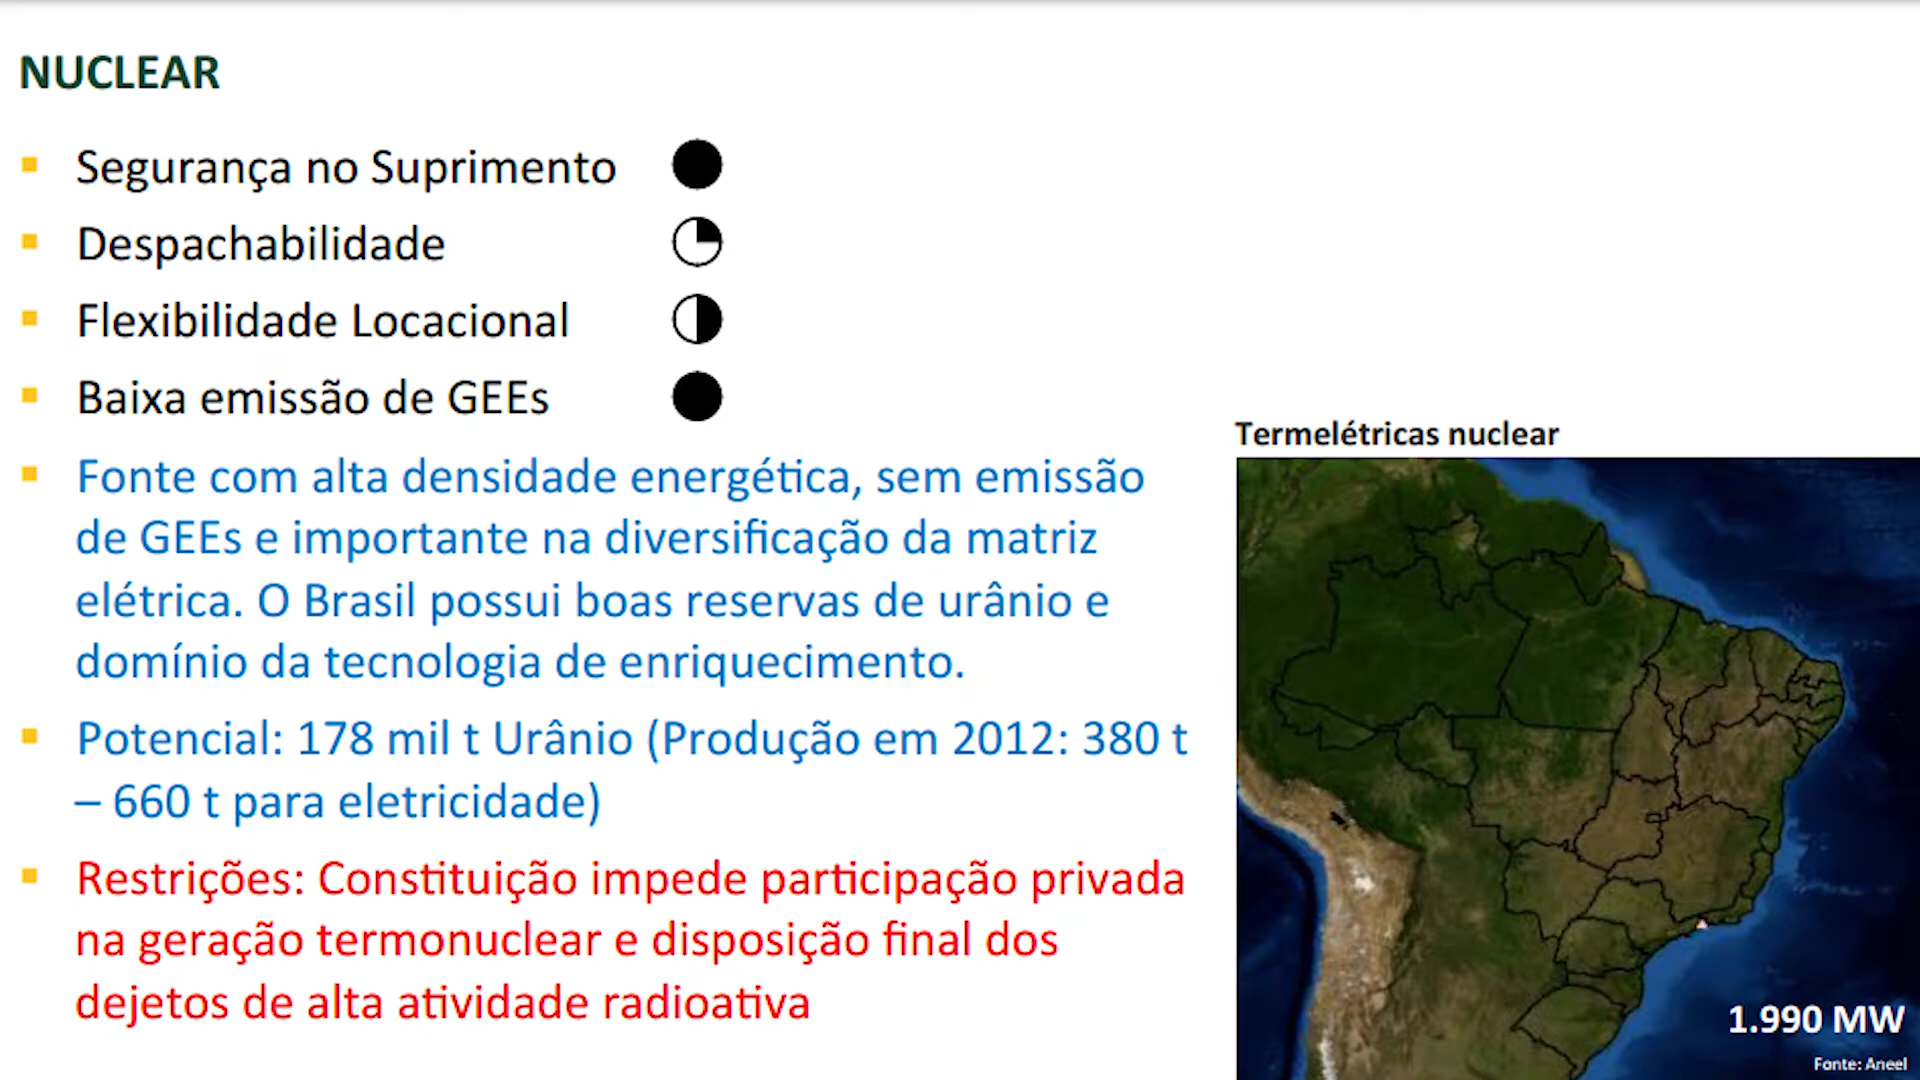 NUCLEAR
Segurança no Suprimento
Despachabilidade
Flexibilidade Locacional
Baixa emissão de GEEs
Fonte com alta densidade energética, sem emissão
de GEEs e importante na diversificação da matriz
elétrica. O Brasil possui boas reservas de urânio e
domínio da tecnologia de enriquecimento.
Potencial: 178 mil t Urânio (Produção em 2012: 380 t
– 660 t para eletricidade)
Restrições: Constituição impede participação privada
na geração termonuclear e disposição final dos
dejetos de alta atividade radioativa
Termelétricas nuclear
1.990 MW
Fonte: Aneel